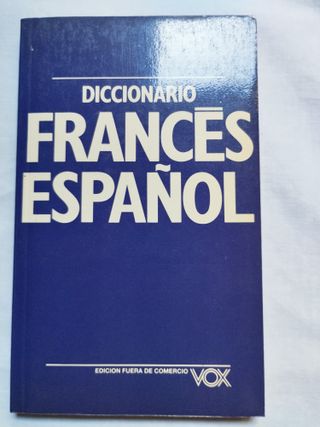 DICCIONARIO
FRANCÉS
ESPAÑOL
EDICION FUERA DE COMERCIO VOX